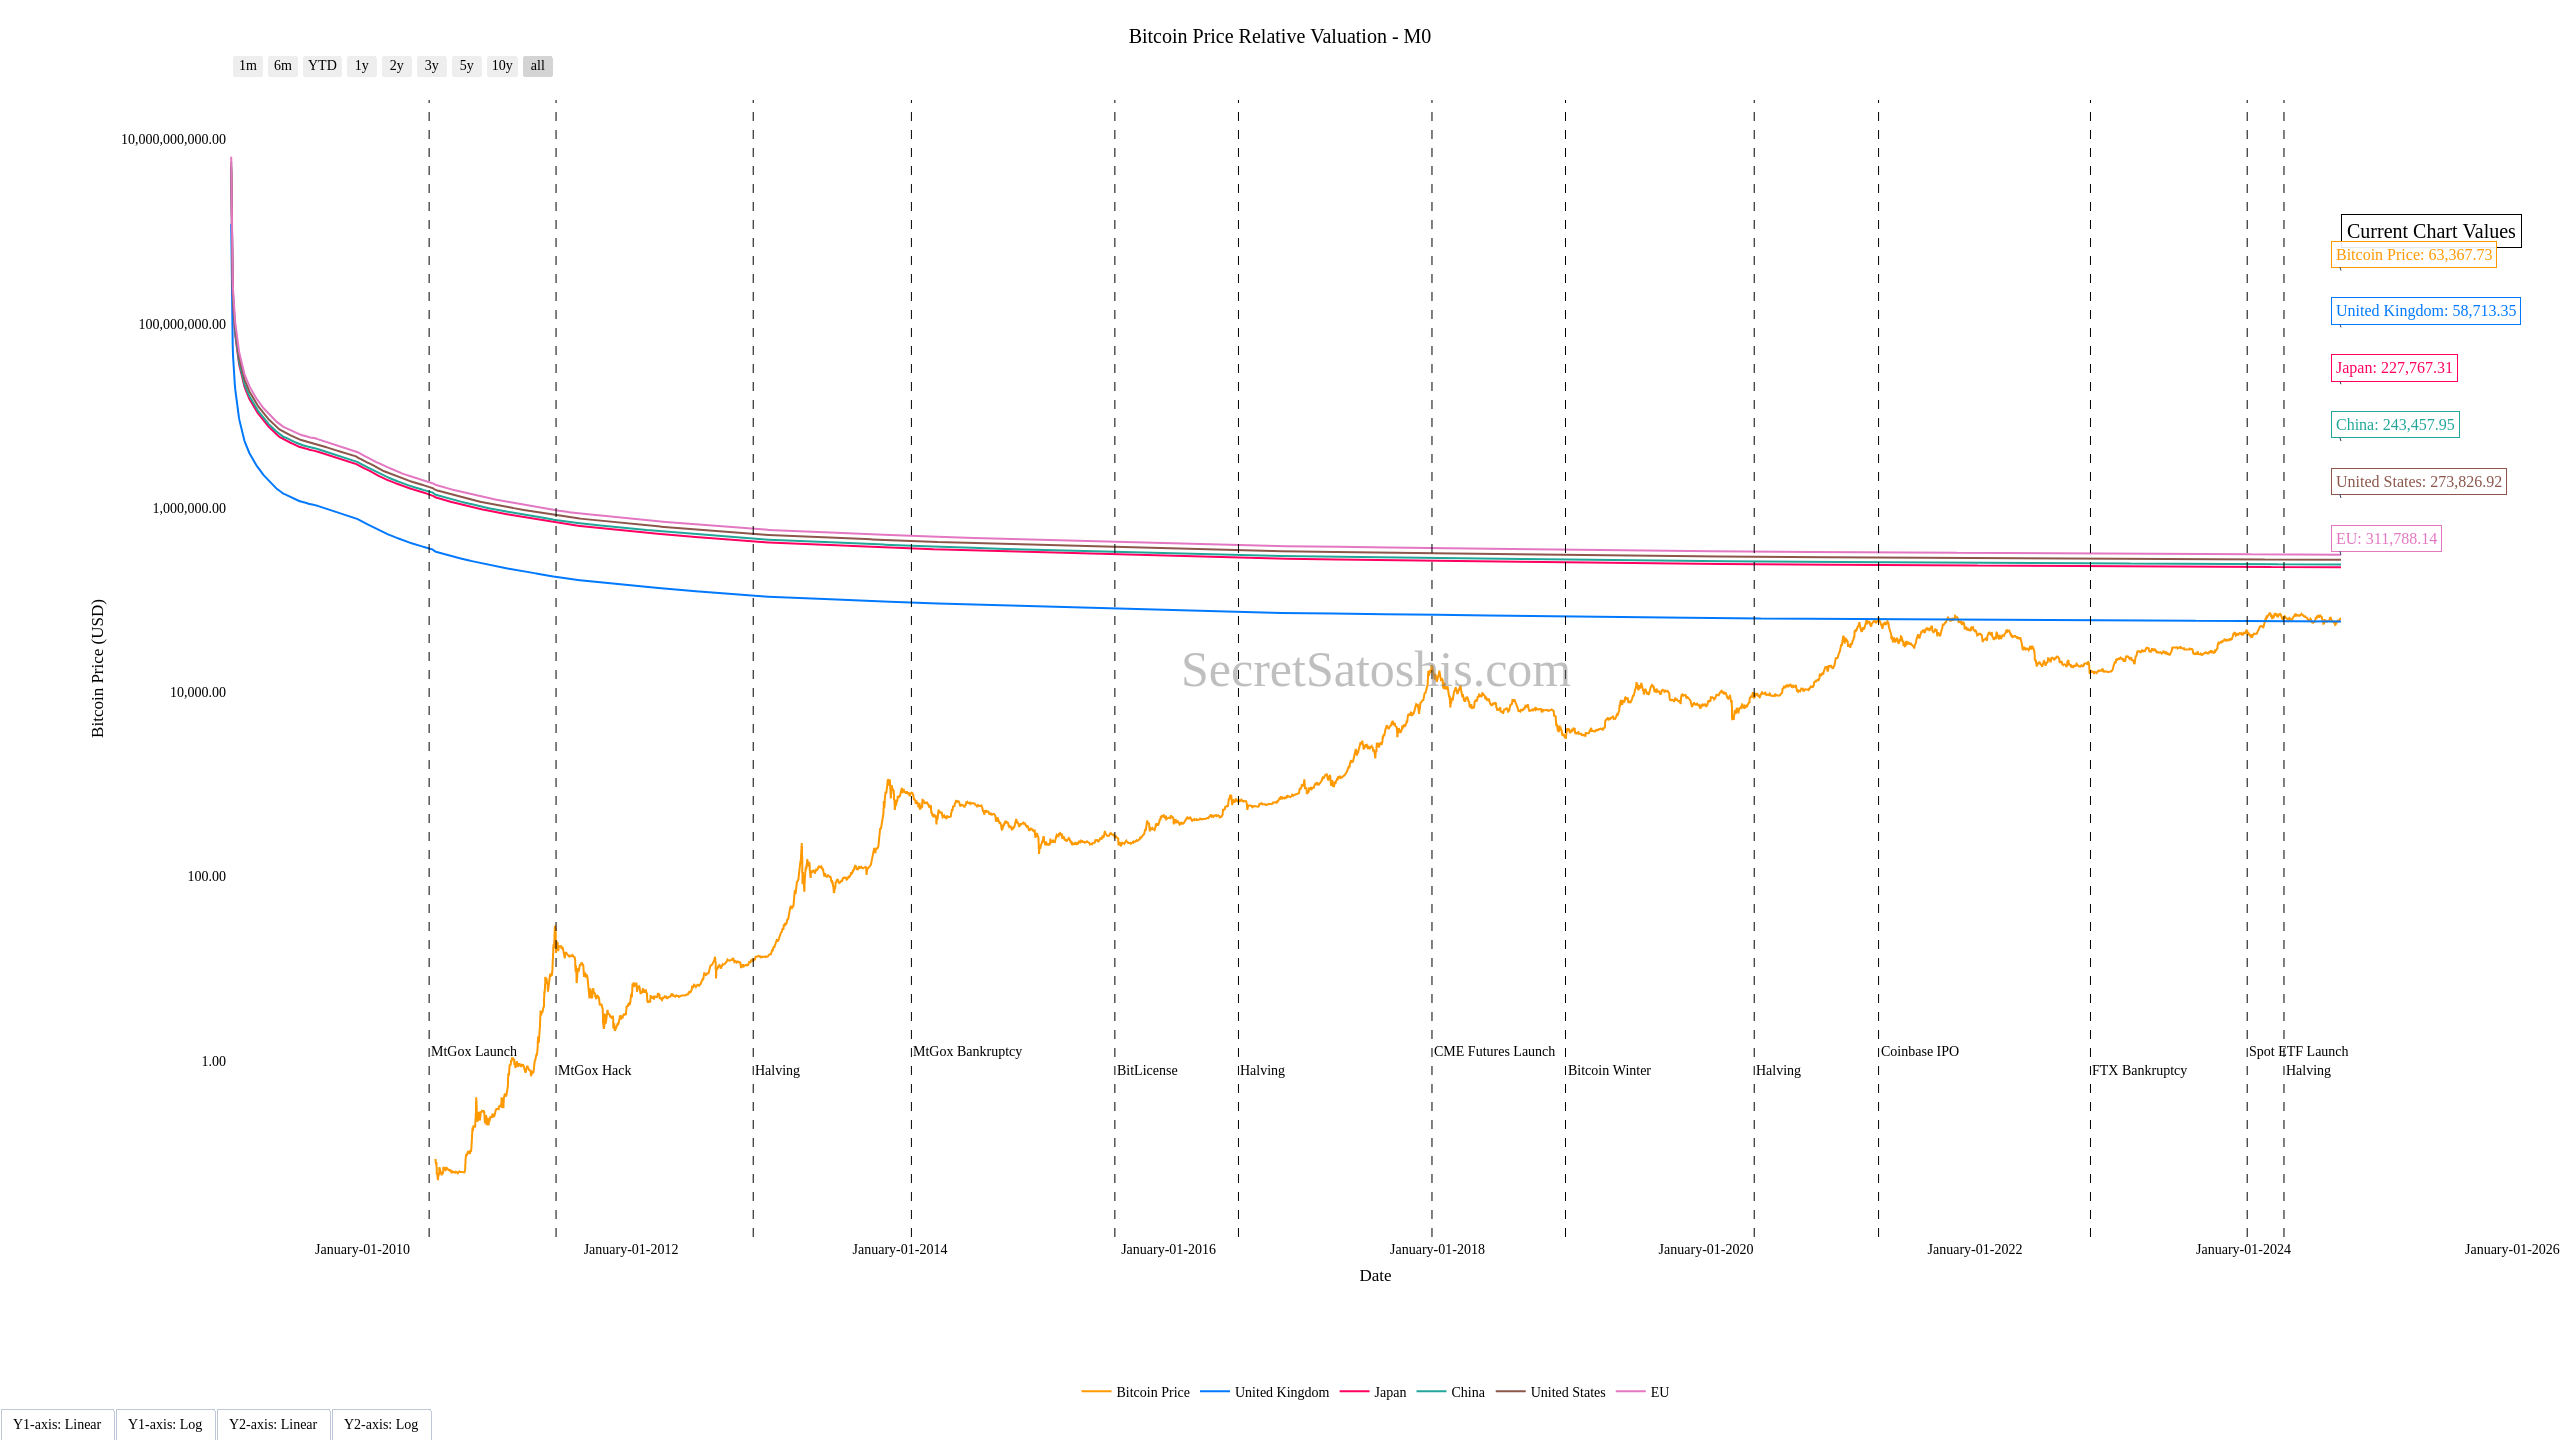 Bitcoin Price Relative Valuation - M0
1m 6m YTD 1y 2y 3y 5y 10y all
10,000,000,000.00
100,000,000.00
1,000,000.00
10,000.00
100.00
1.00
Bitcoin Price (USD)
Current Chart Values
Bitcoin Price: 63,367.73
United Kingdom: 58,713.35
Japan: 227,767.31
China: 243,457.95
United States: 273,826.92
EU: 311,788.14
SecretSatoshis.com
MtGox Launch
MtGox Hack
Halving
MtGox Bankruptcy
BitLicense
Halving
CME Futures Launch
Bitcoin Winter
Halving
Coinbase IPO
FTX Bankruptcy
Spot ETF Launch
Halving
January-01-2010 January-01-2012 January-01-2014 January-01-2016 January-01-2018 January-01-2020 January-01-2022 January-01-2024 January-01-2026
Date
Bitcoin Price United Kingdom Japan China United States EU
Y1-axis: Linear Y1-axis: Log Y2-axis: Linear Y2-axis: Log